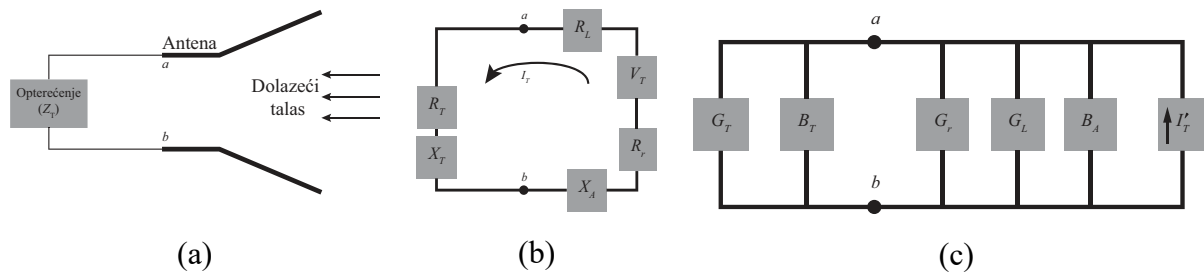 Antena
a
Opterećenje
(Z_T)
b
Dolazeći
talas
(a)
a
R_L
I_T
V_T
R_T
X_T
R_r
b
X_A
(b)
a
G_T
B_T
G_r
G_L
B_A
I'_T
b
(c)